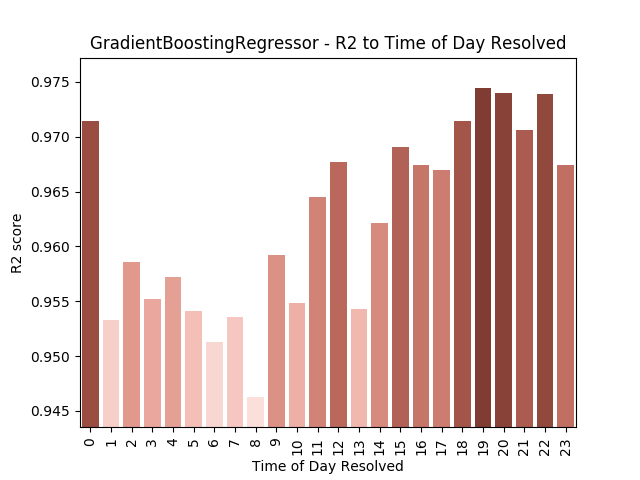 GradientBoostingRegressor - R2 to Time of Day Resolved
0.975
0.970
0.965
0.960
0.955
0.950
0.945
R2 score
0 1 2 3 4 5 6 7 8 9 10 11 12 13 14 15 16 17 18 19 20 21 22 23
Time of Day Resolved